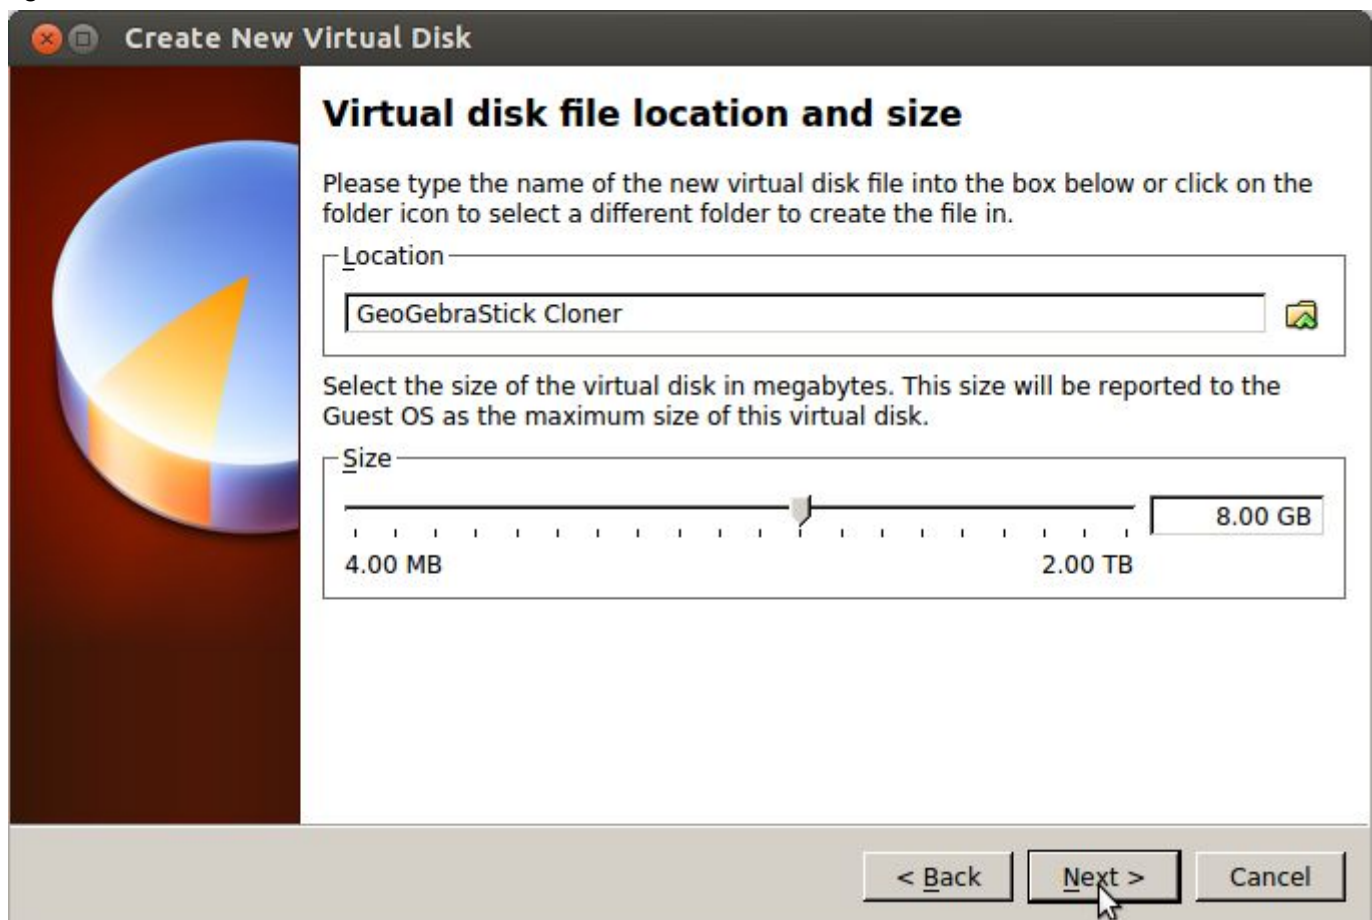 Create New Virtual Disk
Virtual disk file location and size
Please type the name of the new virtual disk file into the box below or click on the
folder icon to select a different folder to create the file in.
Location
GeoGebraStick Cloner
Select the size of the virtual disk in megabytes. This size will be reported to the
Guest OS as the maximum size of this virtual disk.
Size
8.00 GB
4.00 MB 2.00 TB
< Back Next > Cancel